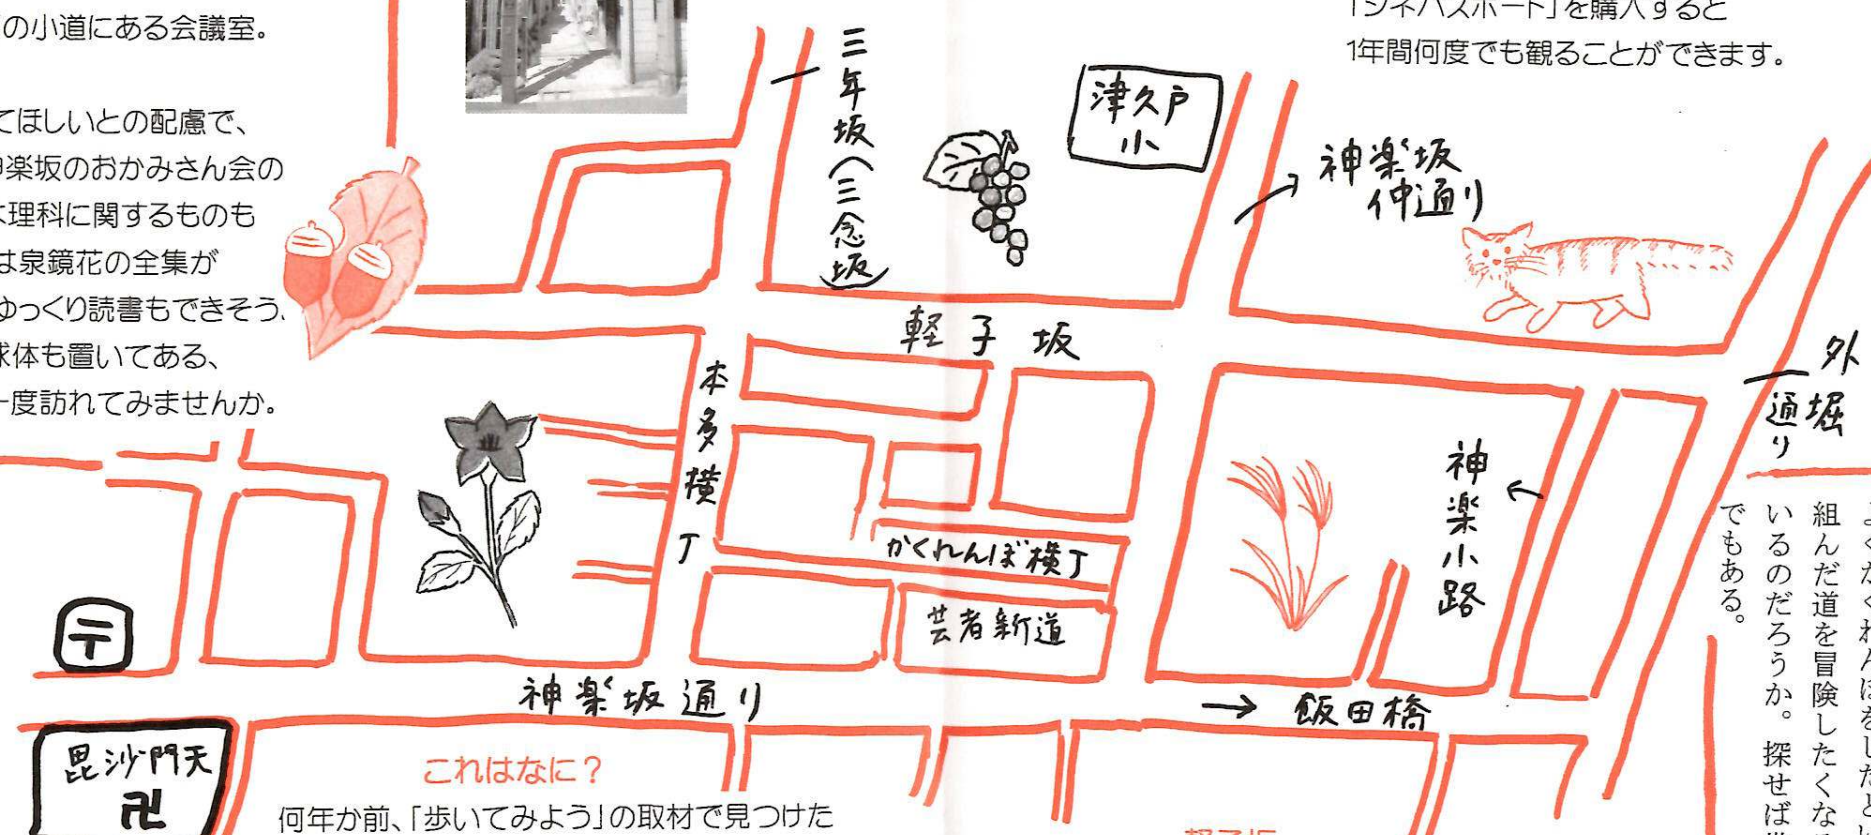 の小道にある会議室。
てほしいとの配慮で、
神楽坂のおかみさん会の
理科に関するものも
は泉鏡花の全集が
ゆっくり読書もできそう、
球体も置いてある、
一度訪れてみませんか。
「シネパスポート」を購入すると
1年間何度でも観ることができます。
三年坂(三念坂)
津久戸
小
神楽坂
仲通り
軽子坂
外堀
通り
本多横丁
神楽小路
かくれんぼ横丁
芸者新道
〒
神楽坂通り
→ 飯田橋
毘沙門天
卍
組んだ道を冒険したくな
いるのだろうか。探せば
でもある。
これはなに？
何年か前、「歩いてみよう」の取材で見つけた